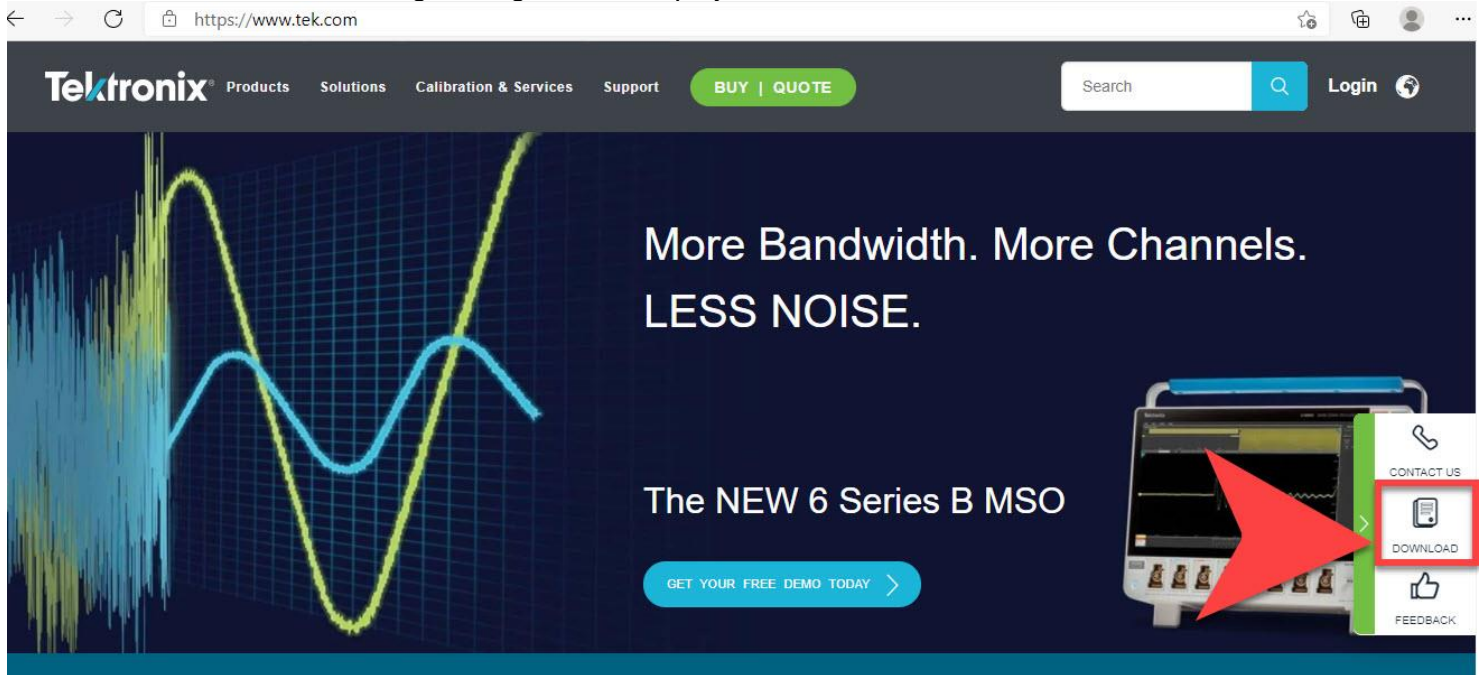 https://www.tek.com
Tektronix®
Products
Solutions
Calibration & Services
Support
BUY | QUOTE
Search
Login
More Bandwidth. More Channels.
LESS NOISE.
The NEW 6 Series B MSO
GET YOUR FREE DEMO TODAY
CONTACT US
DOWNLOAD
FEEDBACK